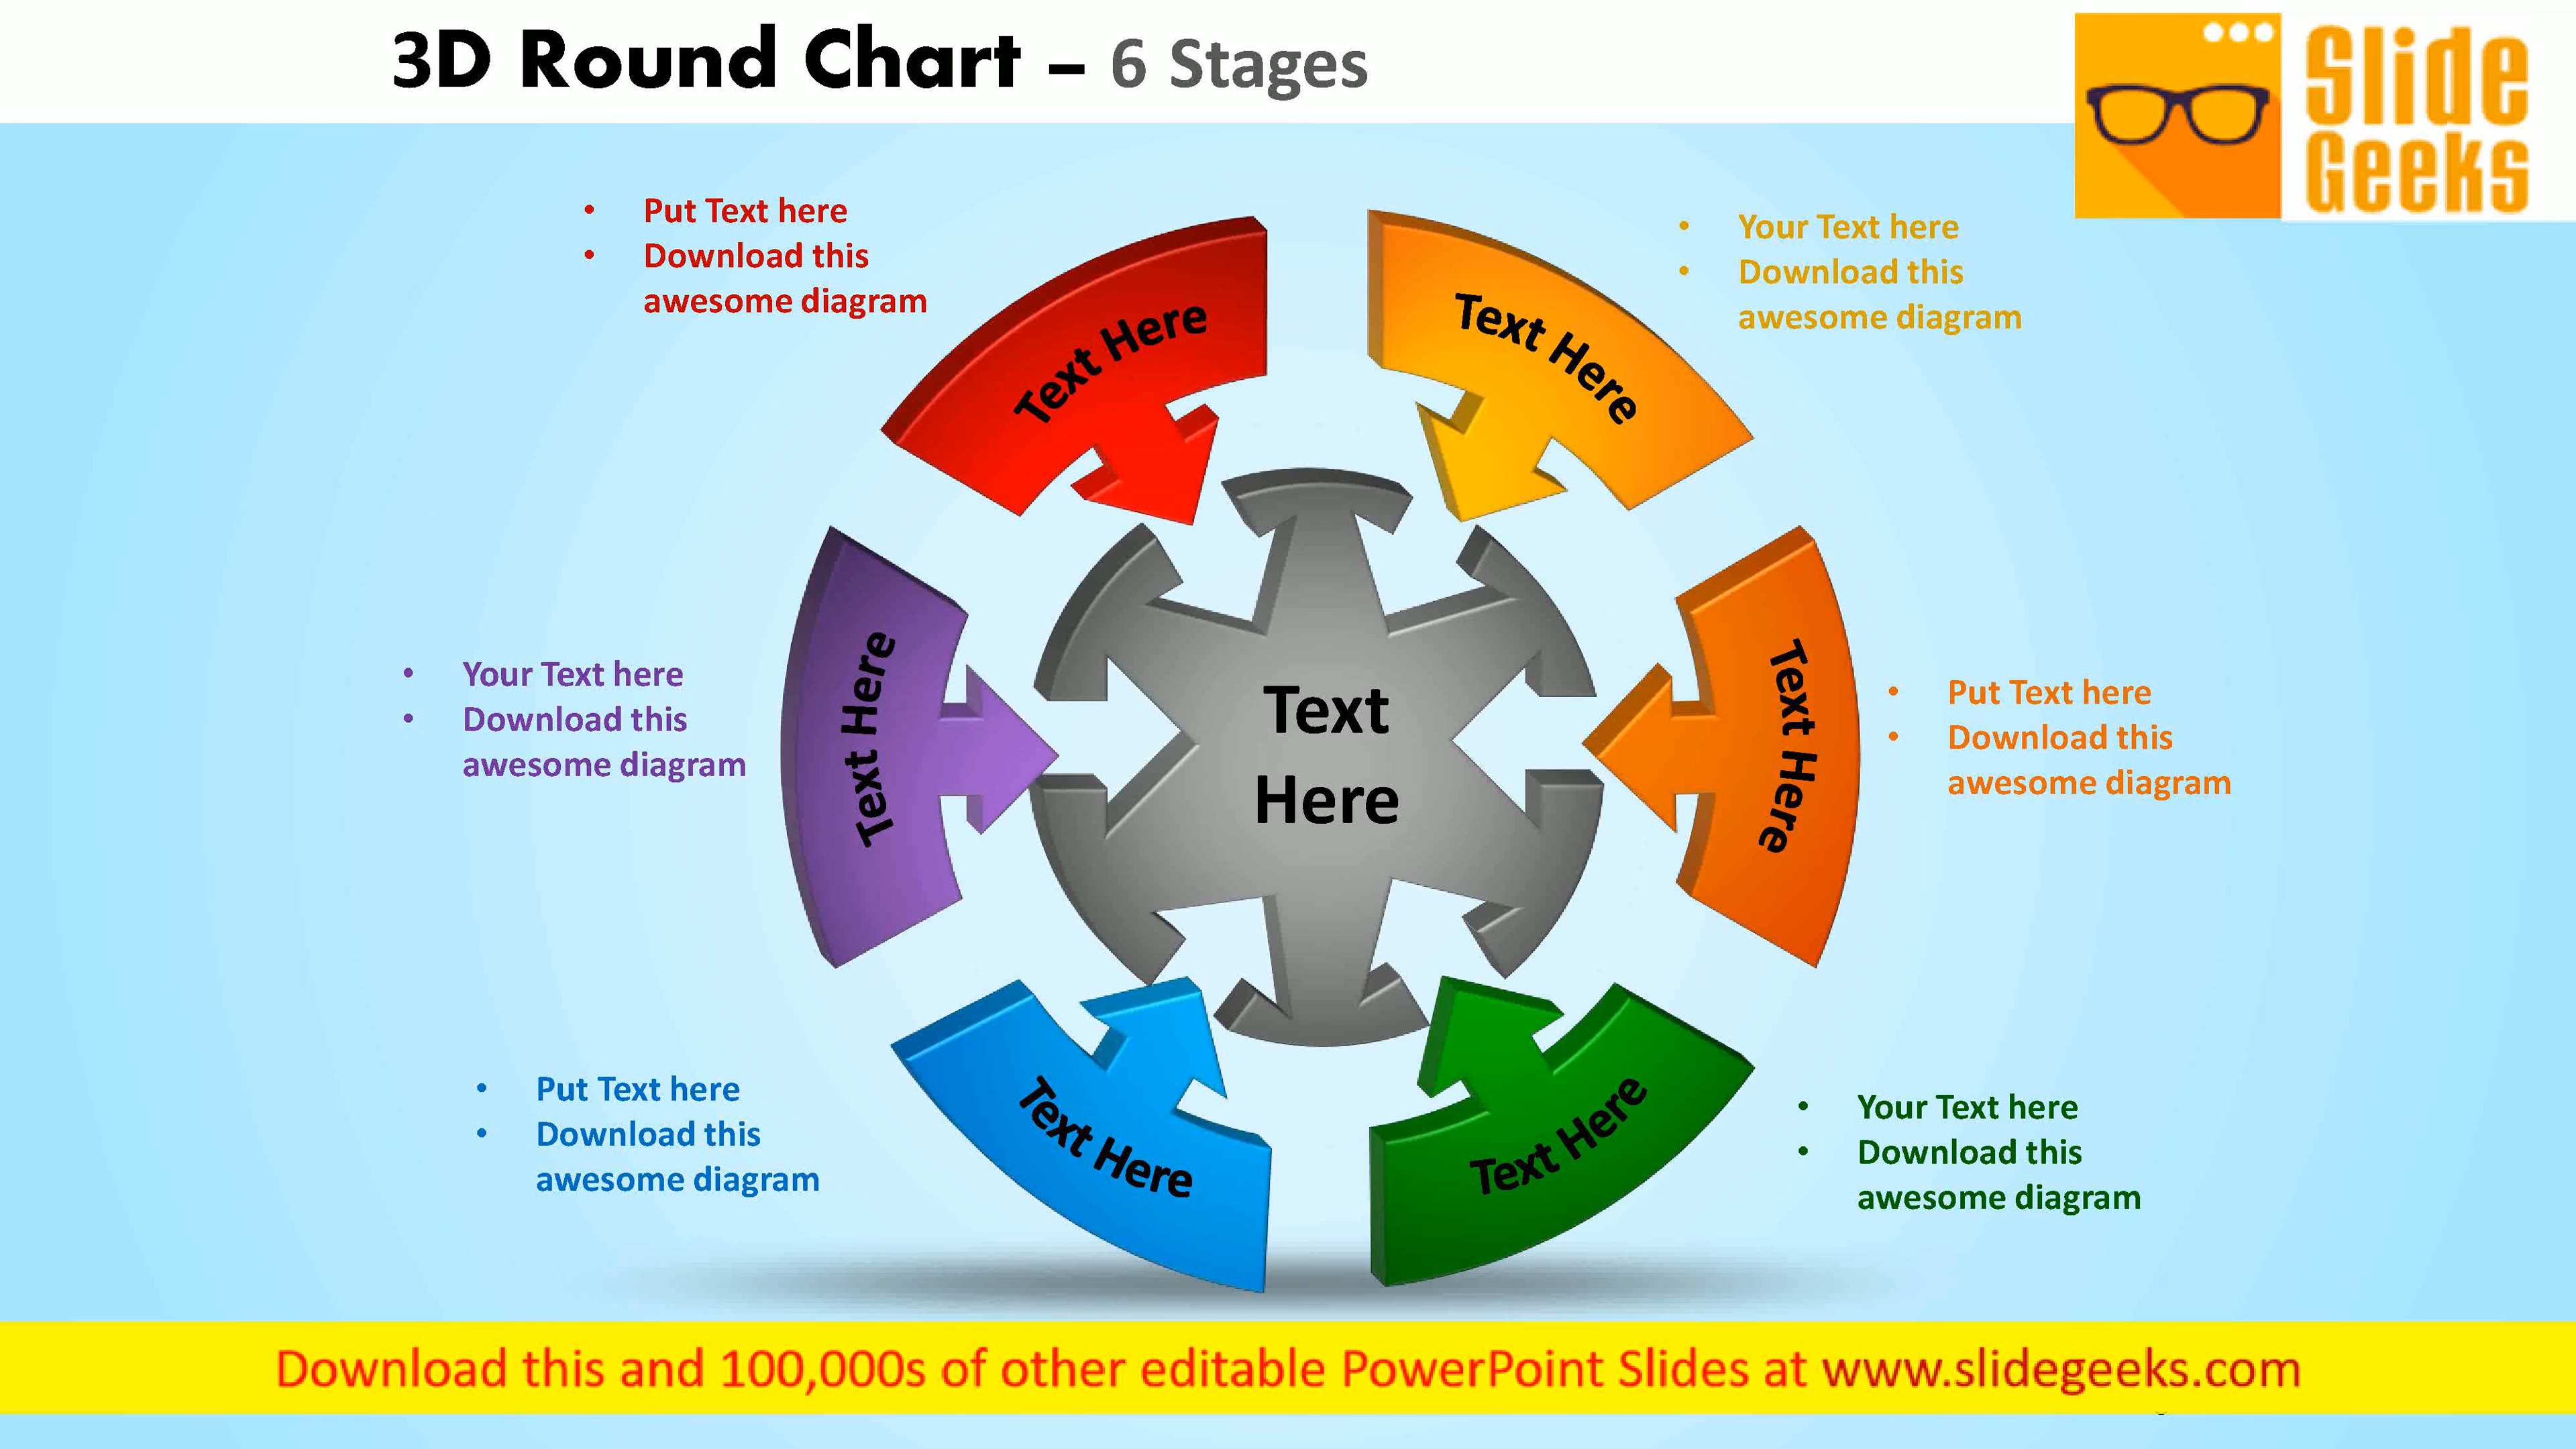 3D Round Chart – 6 Stages
Slide
Geeks
• Put Text here
• Download this
awesome diagram
• Your Text here
• Download this
awesome diagram
Text Here
Text Here
• Your Text here
• Download this
awesome diagram
Text Here
Text
Here
Text Here
• Put Text here
• Download this
awesome diagram
• Put Text here
• Download this
awesome diagram
Text Here
Text Here
• Your Text here
• Download this
awesome diagram
Download this and 100,000s of other editable PowerPoint Slides at www.slidegeeks.com